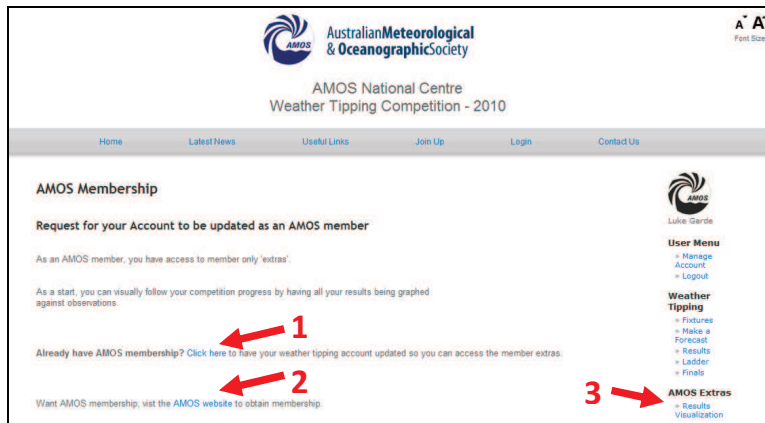 AMOS
AustralianMeteorological
& OceanographicSociety
A A
Font Size
AMOS National Centre
Weather Tipping Competition - 2010
Home Latest News Useful Links Join Up Login Contact Us
AMOS Membership
Request for your Account to be updated as an AMOS member
As an AMOS member, you have access to member only 'extras'.
As a start, you can visually follow your competition progress by having all your results being graphed
against observations.
1
Already have AMOS membership? Click here to have your weather tipping account updated so you can access the member extras.
2
Want AMOS membership, vist the AMOS website to obtain membership.
AMOS
Luke Garde
User Menu
» Manage
Account
» Logout
Weather
Tipping
» Fixtures
» Make a
Forecast
» Results
» Ladder
» Finals
3
AMOS Extras
» Results
Visualization